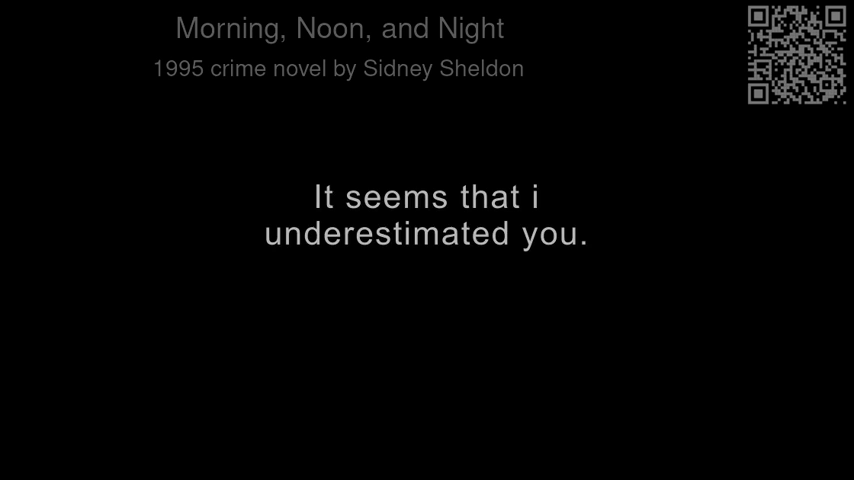 Morning, Noon, and Night
1995 crime novel by Sidney Sheldon
It seems that i
underestimated you.